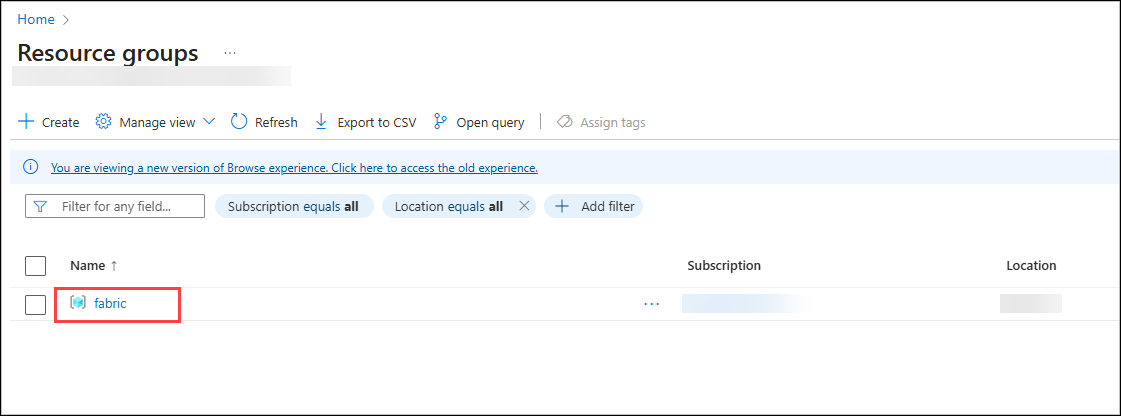 Home >
Resource groups ...
+ Create Manage view Refresh Export to CSV Open query | Assign tags
You are viewing a new version of Browse experience. Click here to access the old experience.
Filter for any field... Subscription equals all Location equals all × + Add filter
Name ↑ Subscription Location
fabric ...